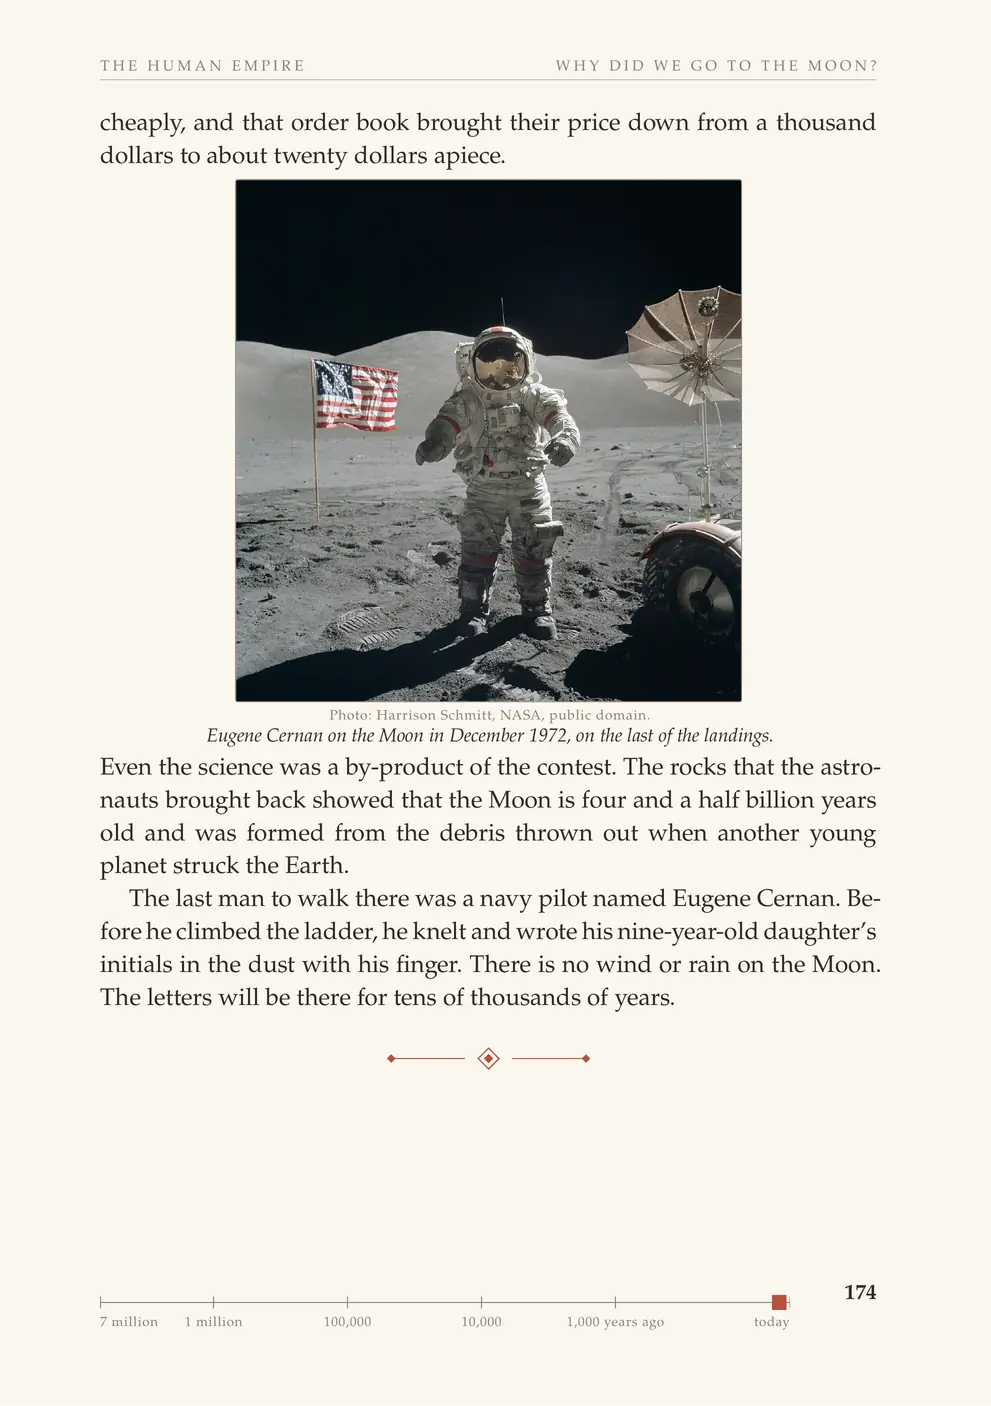 THE HUMAN EMPIRE
WHY DID WE GO TO THE MOON?
cheaply, and that order book brought their price down from a thousand
dollars to about twenty dollars apiece.
Photo: Harrison Schmitt, NASA, public domain.
Eugene Cernan on the Moon in December 1972, on the last of the landings.
Even the science was a by-product of the contest. The rocks that the astro-
nauts brought back showed that the Moon is four and a half billion years
old and was formed from the debris thrown out when another young
planet struck the Earth.
The last man to walk there was a navy pilot named Eugene Cernan. Be-
fore he climbed the ladder, he knelt and wrote his nine-year-old daughter’s
initials in the dust with his finger. There is no wind or rain on the Moon.
The letters will be there for tens of thousands of years.
174
7 million 1 million 100,000 10,000 1,000 years ago today